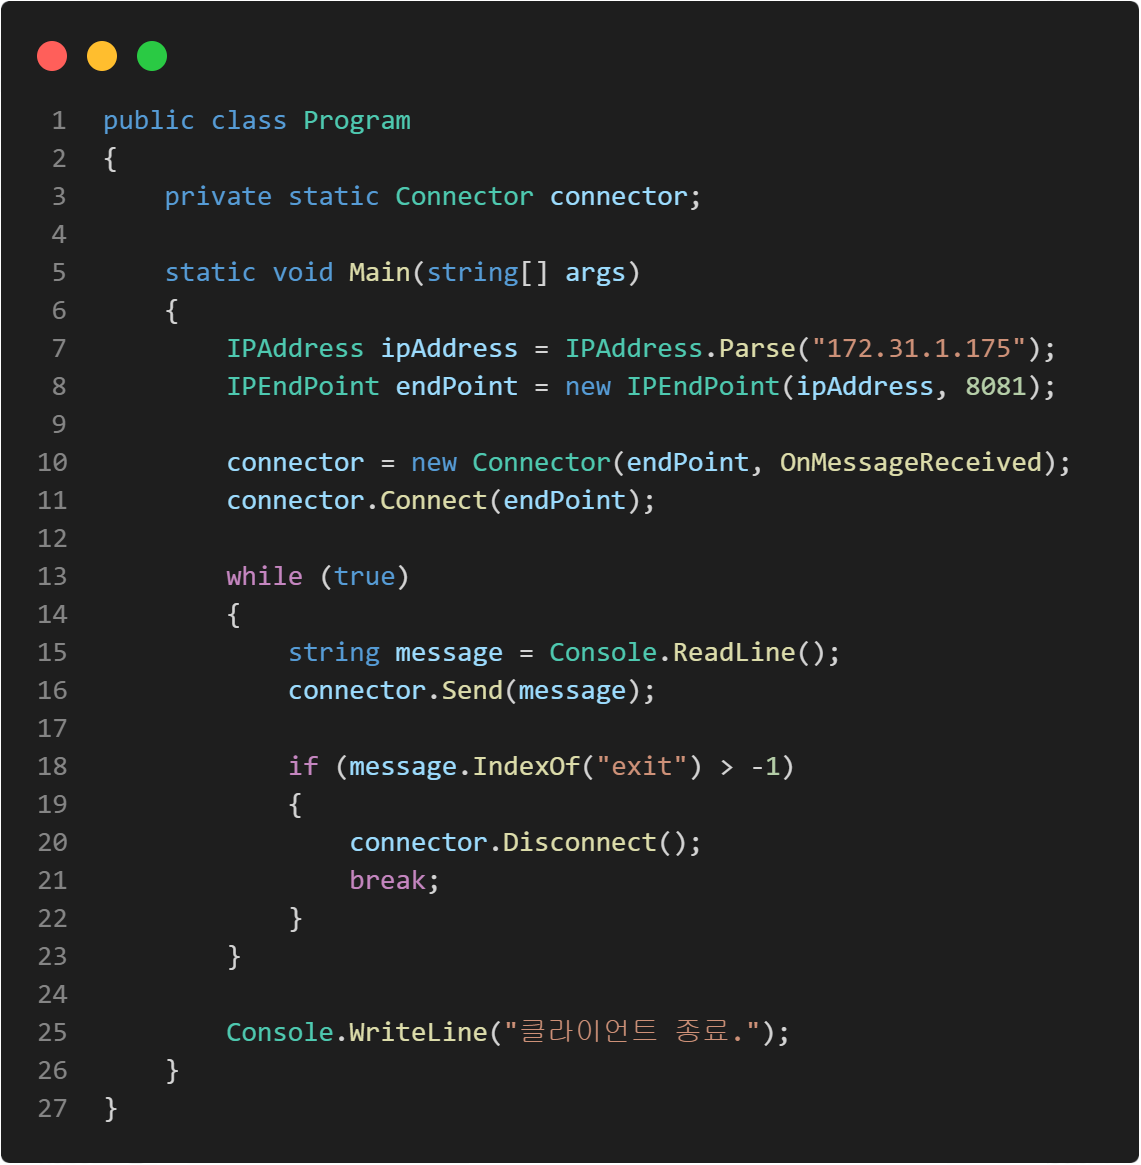 1 public class Program
2 {
3     private static Connector connector;
4
5     static void Main(string[] args)
6     {
7         IPAddress ipAddress = IPAddress.Parse("172.31.1.175");
8         IPEndPoint endPoint = new IPEndPoint(ipAddress, 8081);
9
10         connector = new Connector(endPoint, OnMessageReceived);
11         connector.Connect(endPoint);
12
13         while (true)
14         {
15             string message = Console.ReadLine();
16             connector.Send(message);
17
18             if (message.IndexOf("exit") > -1)
19             {
20                 connector.Disconnect();
21                 break;
22             }
23         }
24
25         Console.WriteLine("클라이언트 종료.");
26     }
27 }